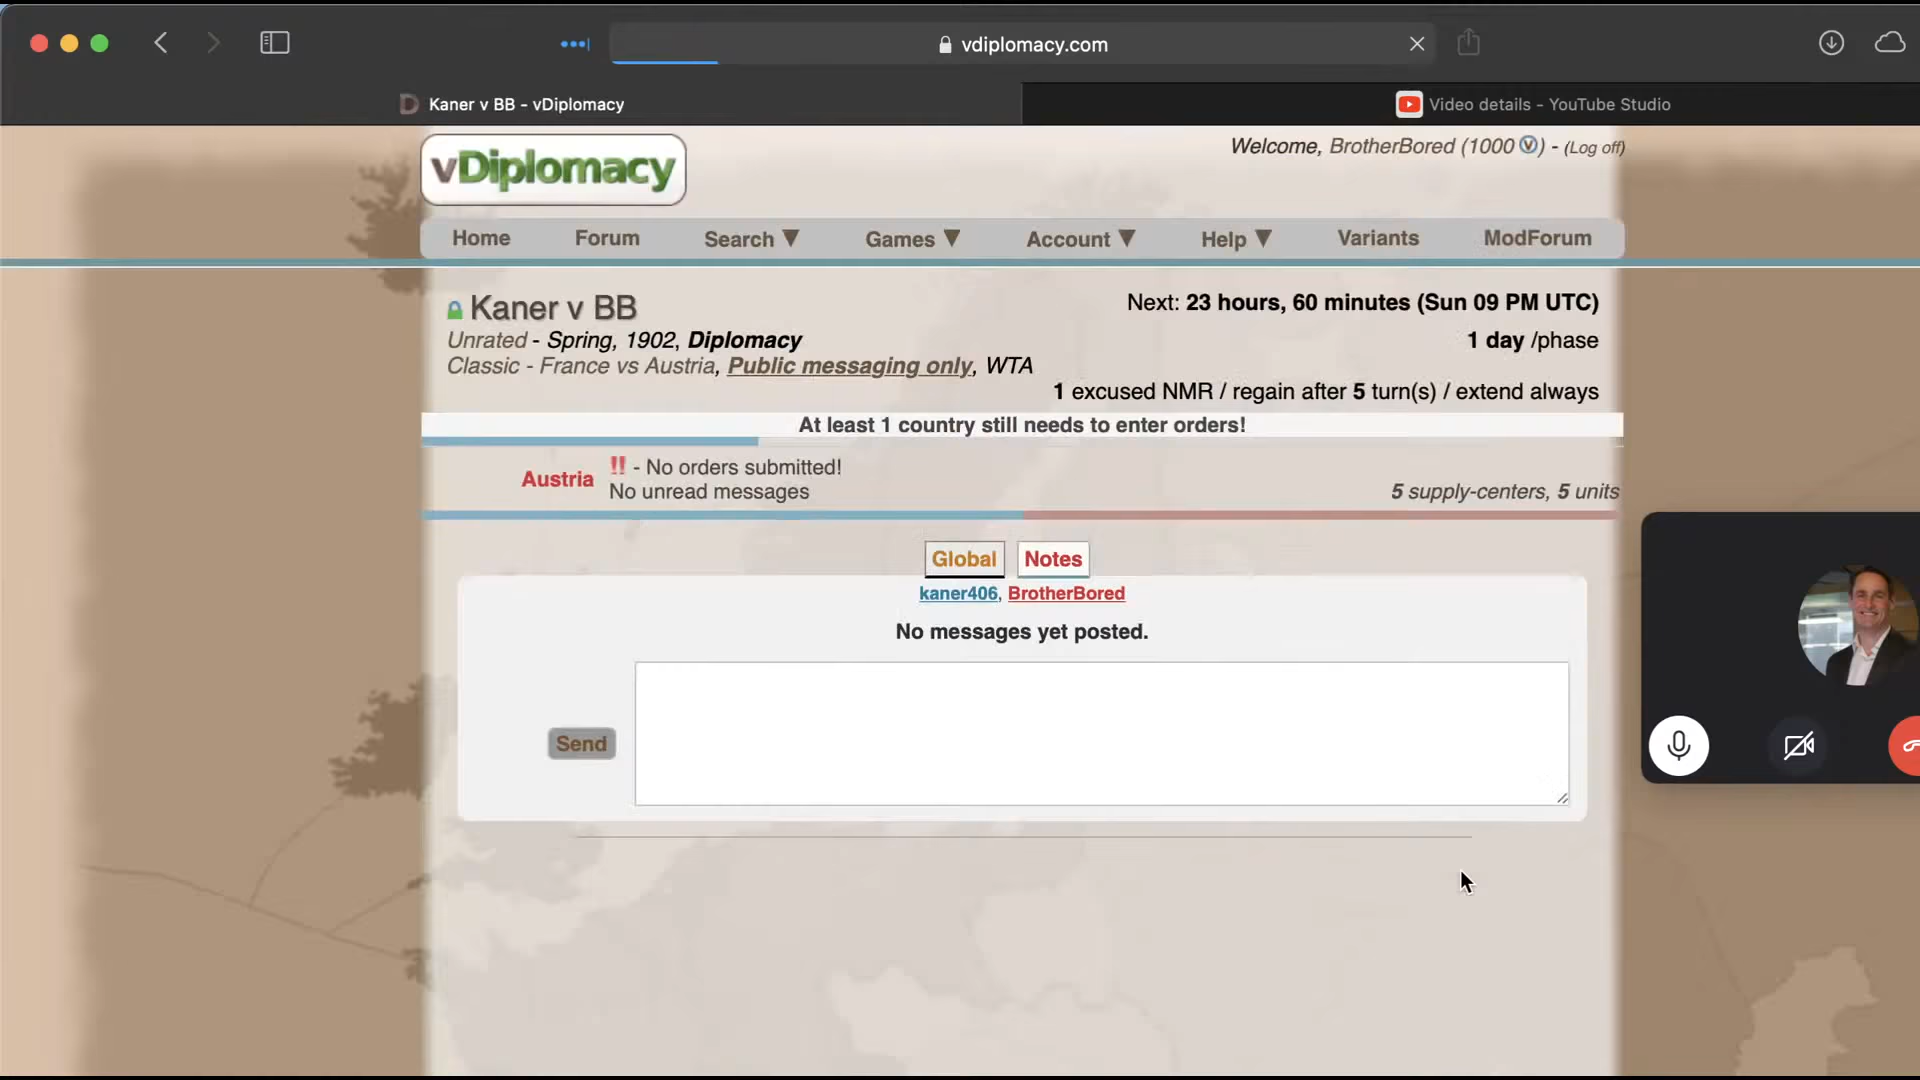 vdiplomacy.com
Kaner v BB - vDiplomacy
Video details - YouTube Studio
vDiplomacy
Welcome, BrotherBored (1000 V) - (Log off)
Home Forum Search ▼ Games ▼ Account ▼ Help ▼ Variants ModForum
Kaner v BB
Next: 23 hours, 60 minutes (Sun 09 PM UTC)
Unrated - Spring, 1902, Diplomacy
1 day /phase
Classic - France vs Austria, Public messaging only, WTA
1 excused NMR / regain after 5 turn(s) / extend always
At least 1 country still needs to enter orders!
Austria
!! - No orders submitted!
No unread messages
5 supply-centers, 5 units
Global Notes
kaner406, BrotherBored
No messages yet posted.
Send